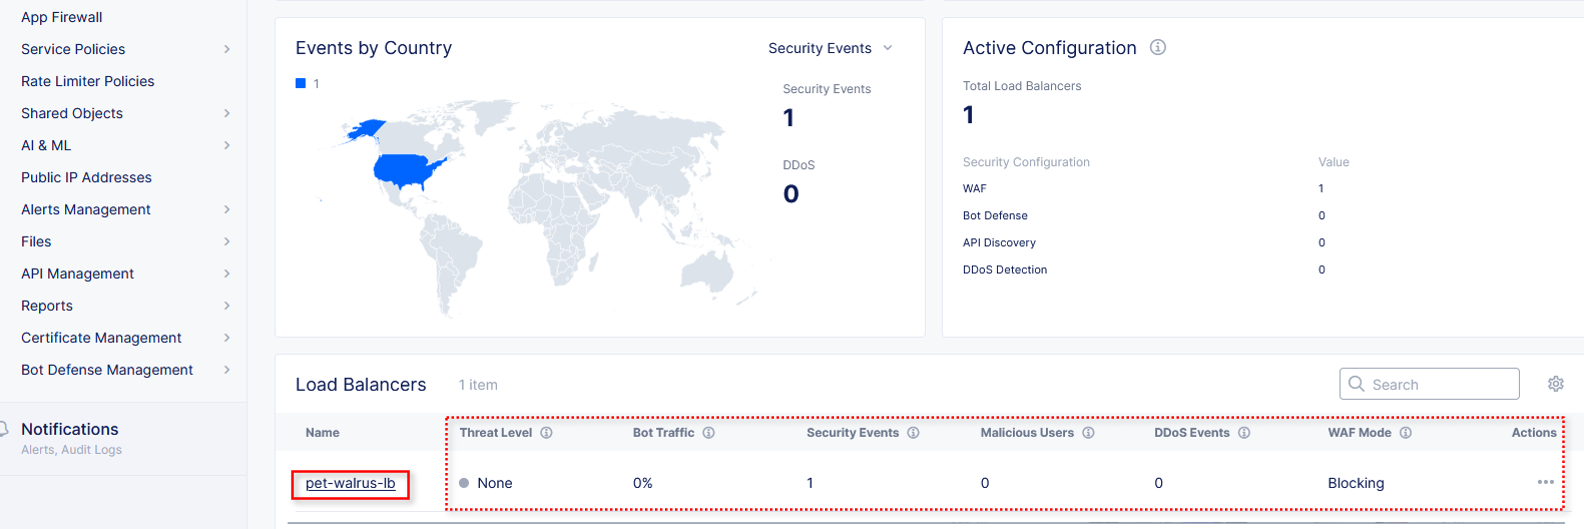 App Firewall
Service Policies
Rate Limiter Policies
Shared Objects
AI & ML
Public IP Addresses
Alerts Management
Files
API Management
Reports
Certificate Management
Bot Defense Management
Notifications
Alerts, Audit Logs
Events by Country
Security Events
1
Security Events
1
DDoS
0
Active Configuration
Total Load Balancers
1
Security Configuration Value
WAF 1
Bot Defense 0
API Discovery 0
DDoS Detection 0
Load Balancers 1 item Search
Name Threat Level Bot Traffic Security Events Malicious Users DDoS Events WAF Mode Actions
pet-walrus-lb None 0% 1 0 0 Blocking